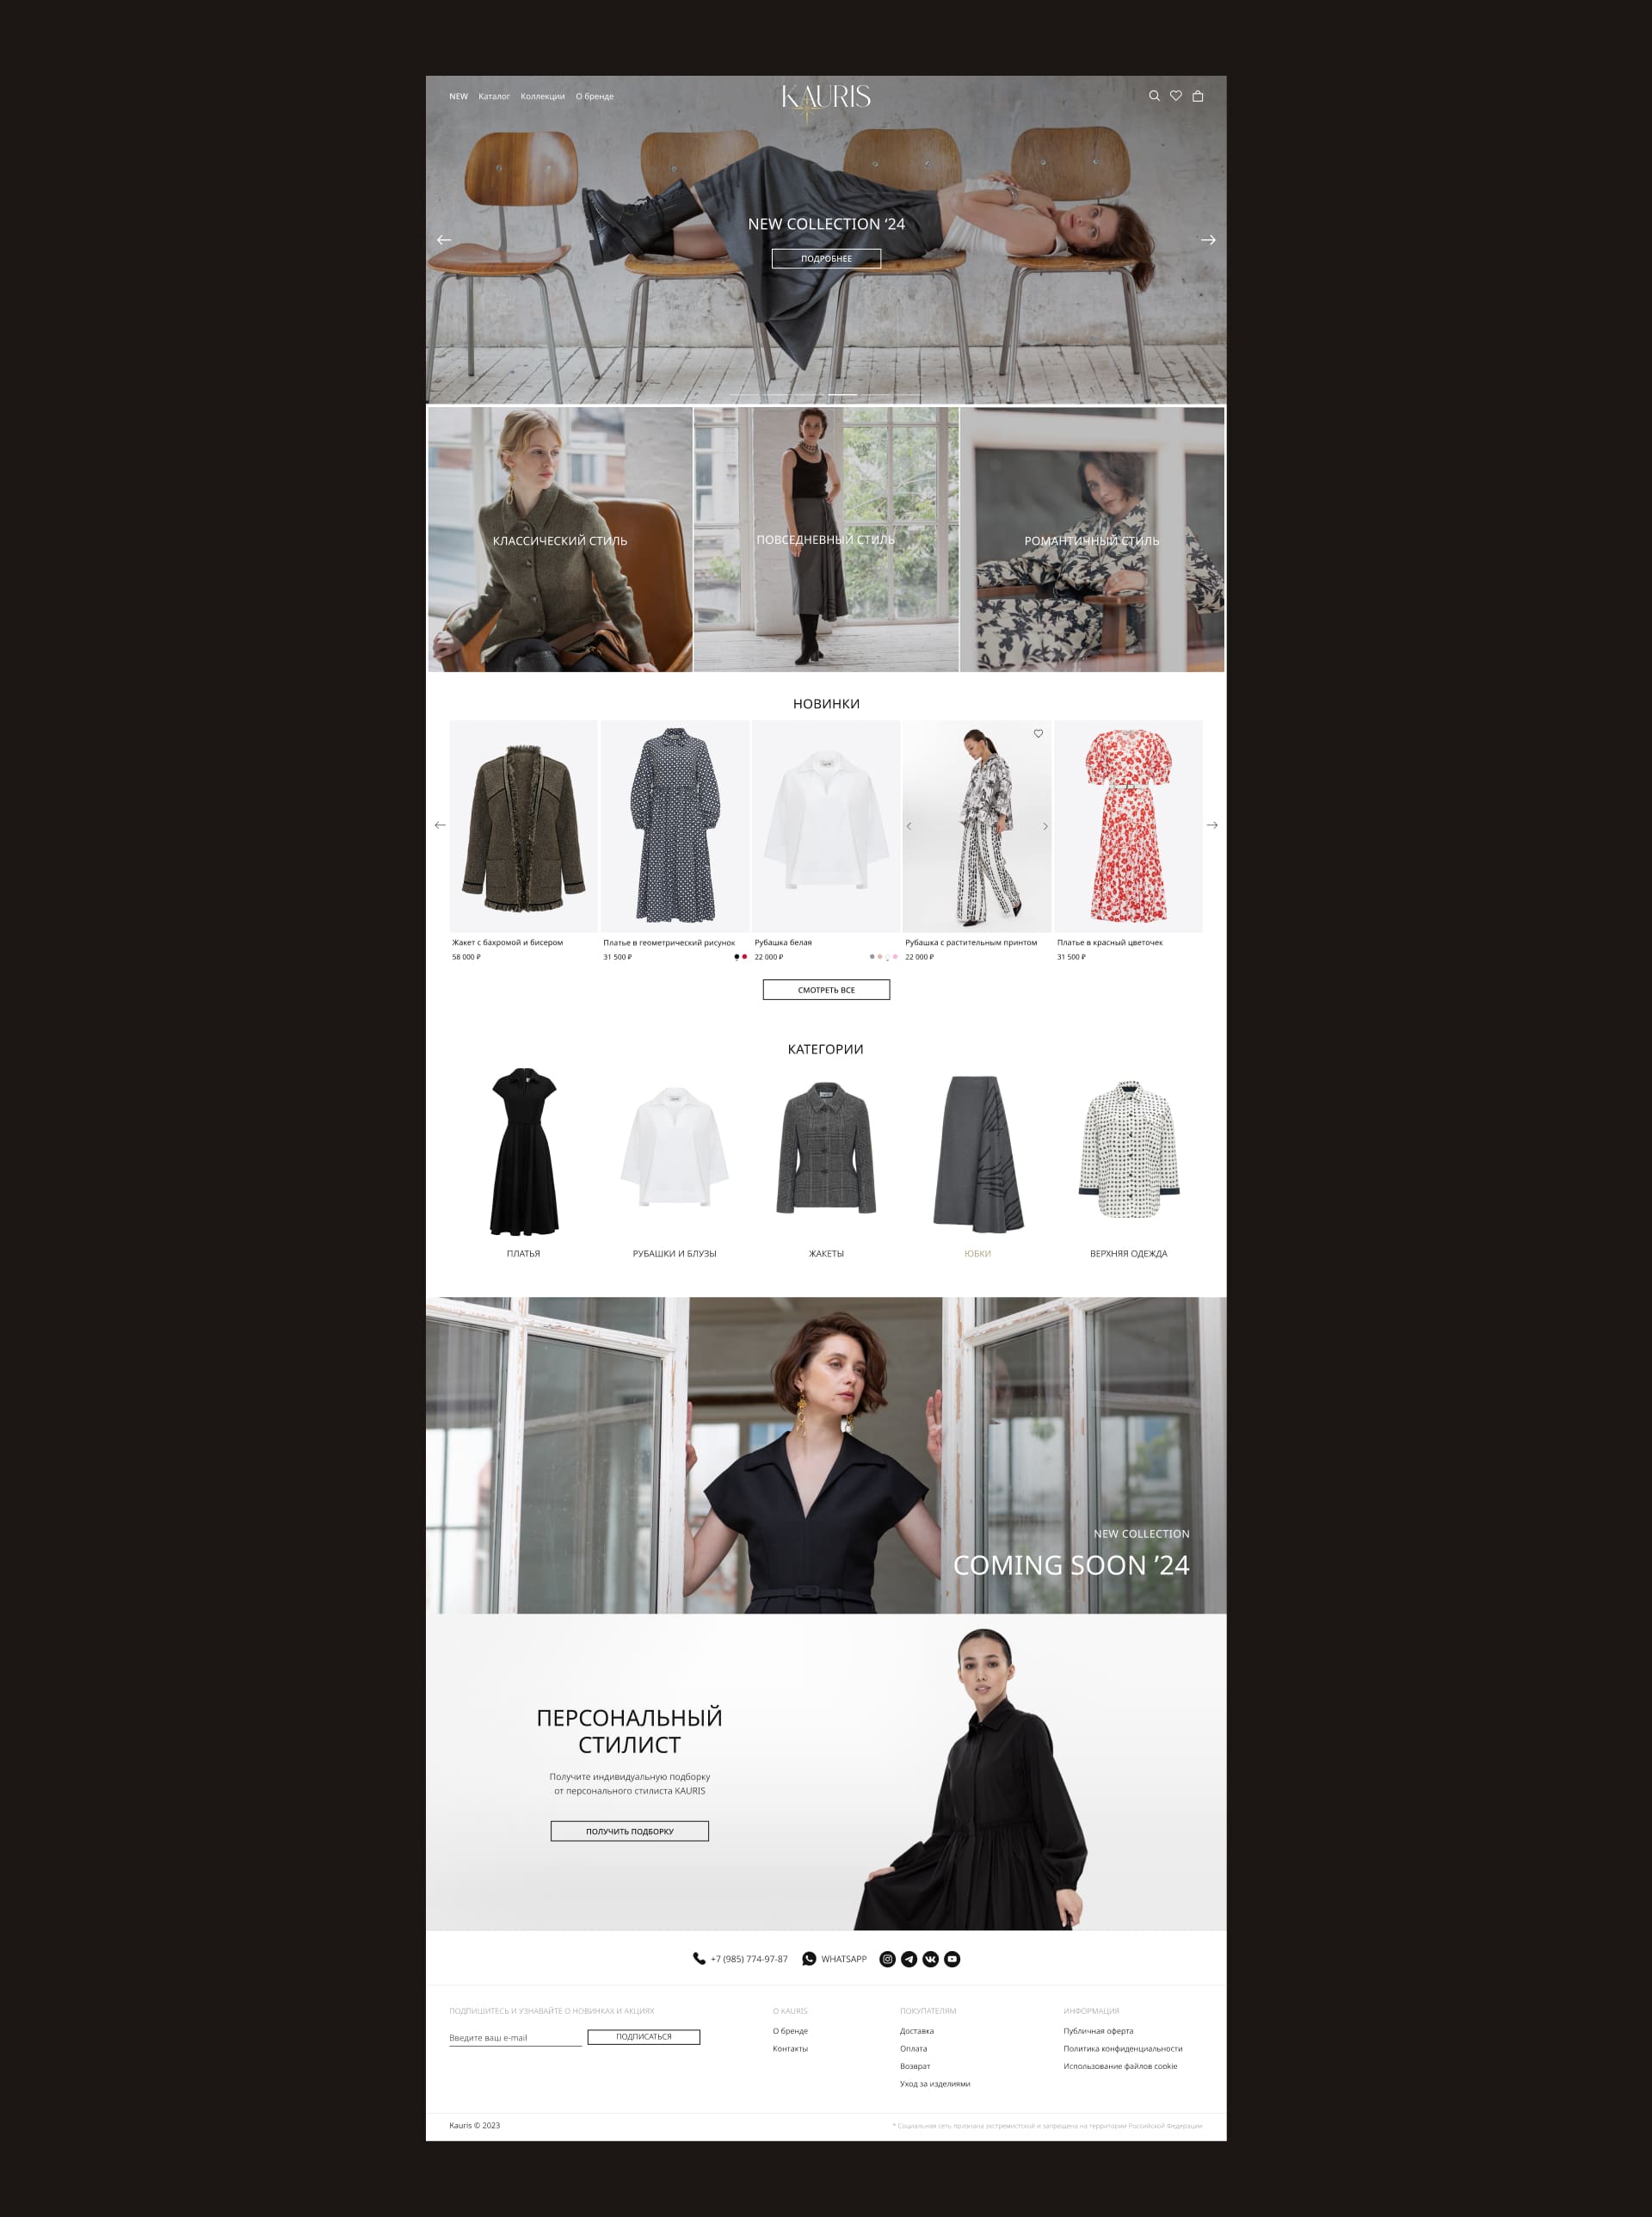 NEW Каталог Коллекции О бренде
KAURIS
NEW COLLECTION ’24
ПОДРОБНЕЕ
КЛАССИЧЕСКИЙ СТИЛЬ
ПОВСЕДНЕВНЫЙ СТИЛЬ
РОМАНТИЧНЫЙ СТИЛЬ
НОВИНКИ
Жакет с бахромой и бисером
58 000 ₽
Платье в геометрический рисунок
31 500 ₽
Рубашка белая
22 000 ₽
Рубашка с растительным принтом
22 000 ₽
Платье в красный цветочек
31 500 ₽
СМОТРЕТЬ ВСЕ
КАТЕГОРИИ
ПЛАТЬЯ
РУБАШКИ И БЛУЗЫ
ЖАКЕТЫ
ЮБКИ
ВЕРХНЯЯ ОДЕЖДА
NEW COLLECTION
COMING SOON ’24
ПЕРСОНАЛЬНЫЙ
СТИЛИСТ
Получите индивидуальную подборку
от персонального стилиста KAURIS
ПОЛУЧИТЬ ПОДБОРКУ
+7 (985) 774-97-87
WHATSAPP
ПОДПИШИТЕСЬ И УЗНАВАЙТЕ О НОВИНКАХ И АКЦИЯХ
Введите ваш e-mail
ПОДПИСАТЬСЯ
О KAURIS
О бренде
Контакты
ПОКУПАТЕЛЯМ
Доставка
Оплата
Возврат
Уход за изделиями
ИНФОРМАЦИЯ
Публичная оферта
Политика конфиденциальности
Использование файлов cookie
Kauris © 2023
* Социальная сеть признана экстремистской и запрещена на территории Российской Федерации